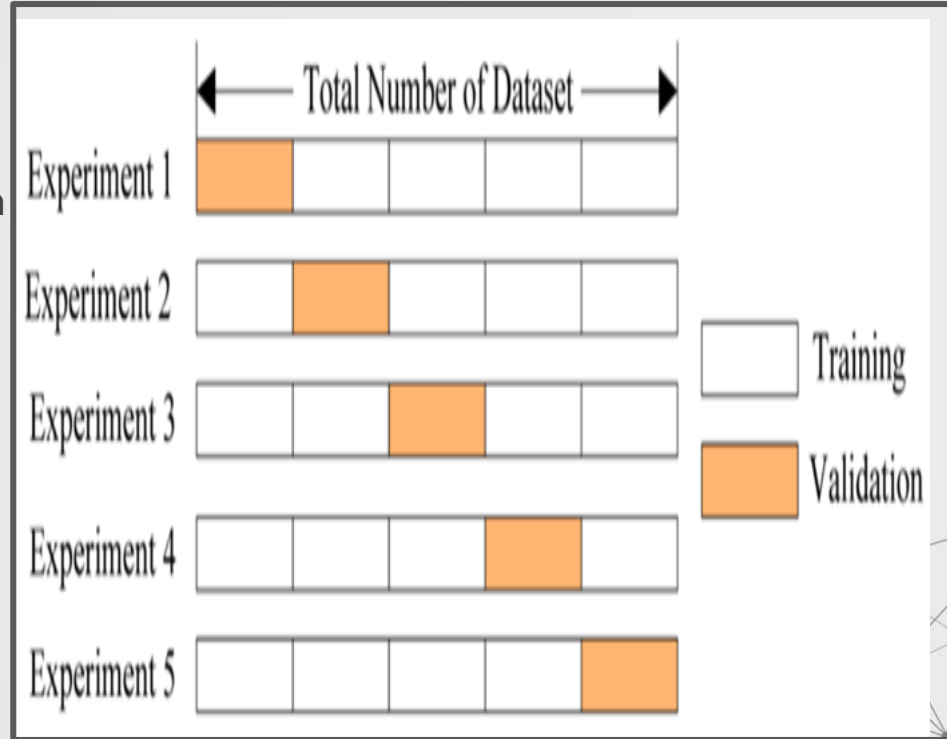 Total Number of Dataset
Experiment 1
Experiment 2
Experiment 3
Experiment 4
Experiment 5
Training
Validation